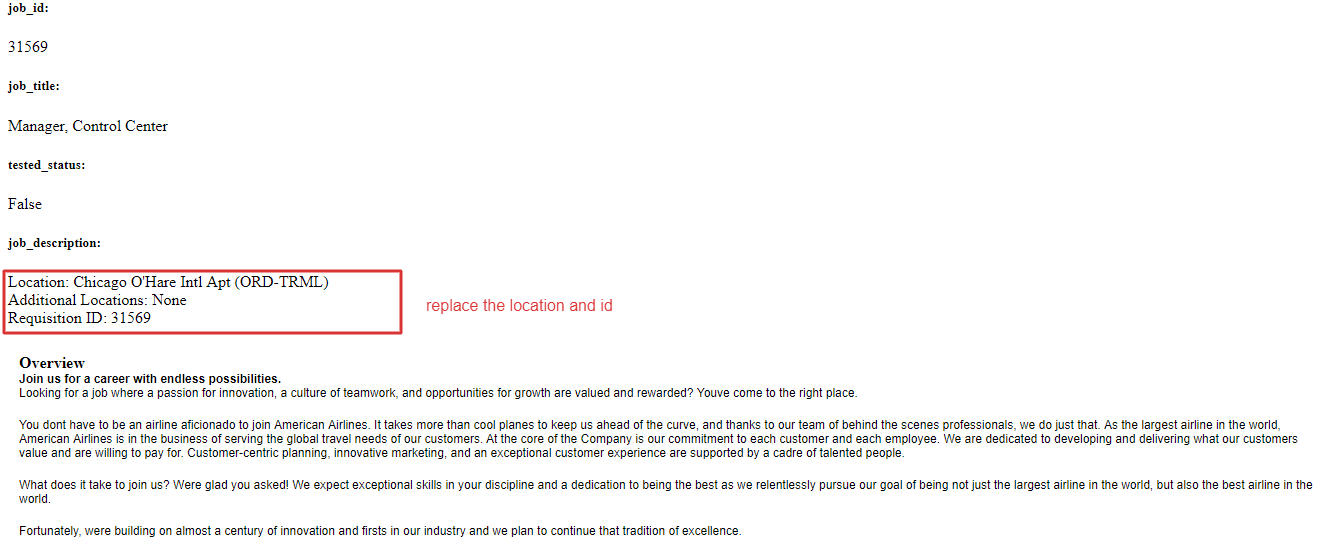 job_id:
31569
job_title:
Manager, Control Center
tested_status:
False
job_description:
Location: Chicago O'Hare Intl Apt (ORD-TRML)
Additional Locations: None
Requisition ID: 31569
replace the location and id
Overview
Join us for a career with endless possibilities.
Looking for a job where a passion for innovation, a culture of teamwork, and opportunities for growth are valued and rewarded? Youve come to the right place.
You dont have to be an airline aficionado to join American Airlines. It takes more than cool planes to keep us ahead of the curve, and thanks to our team of behind the scenes professionals, we do just that. As the largest airline in the world,
American Airlines is in the business of serving the global travel needs of our customers. At the core of the Company is our commitment to each customer and each employee. We are dedicated to developing and delivering what our customers
value and are willing to pay for. Customer-centric planning, innovative marketing, and an exceptional customer experience are supported by a cadre of talented people.
What does it take to join us? Were glad you asked! We expect exceptional skills in your discipline and a dedication to being the best as we relentlessly pursue our goal of being not just the largest airline in the world, but also the best airline in the
world.
Fortunately, were building on almost a century of innovation and firsts in our industry and we plan to continue that tradition of excellence.